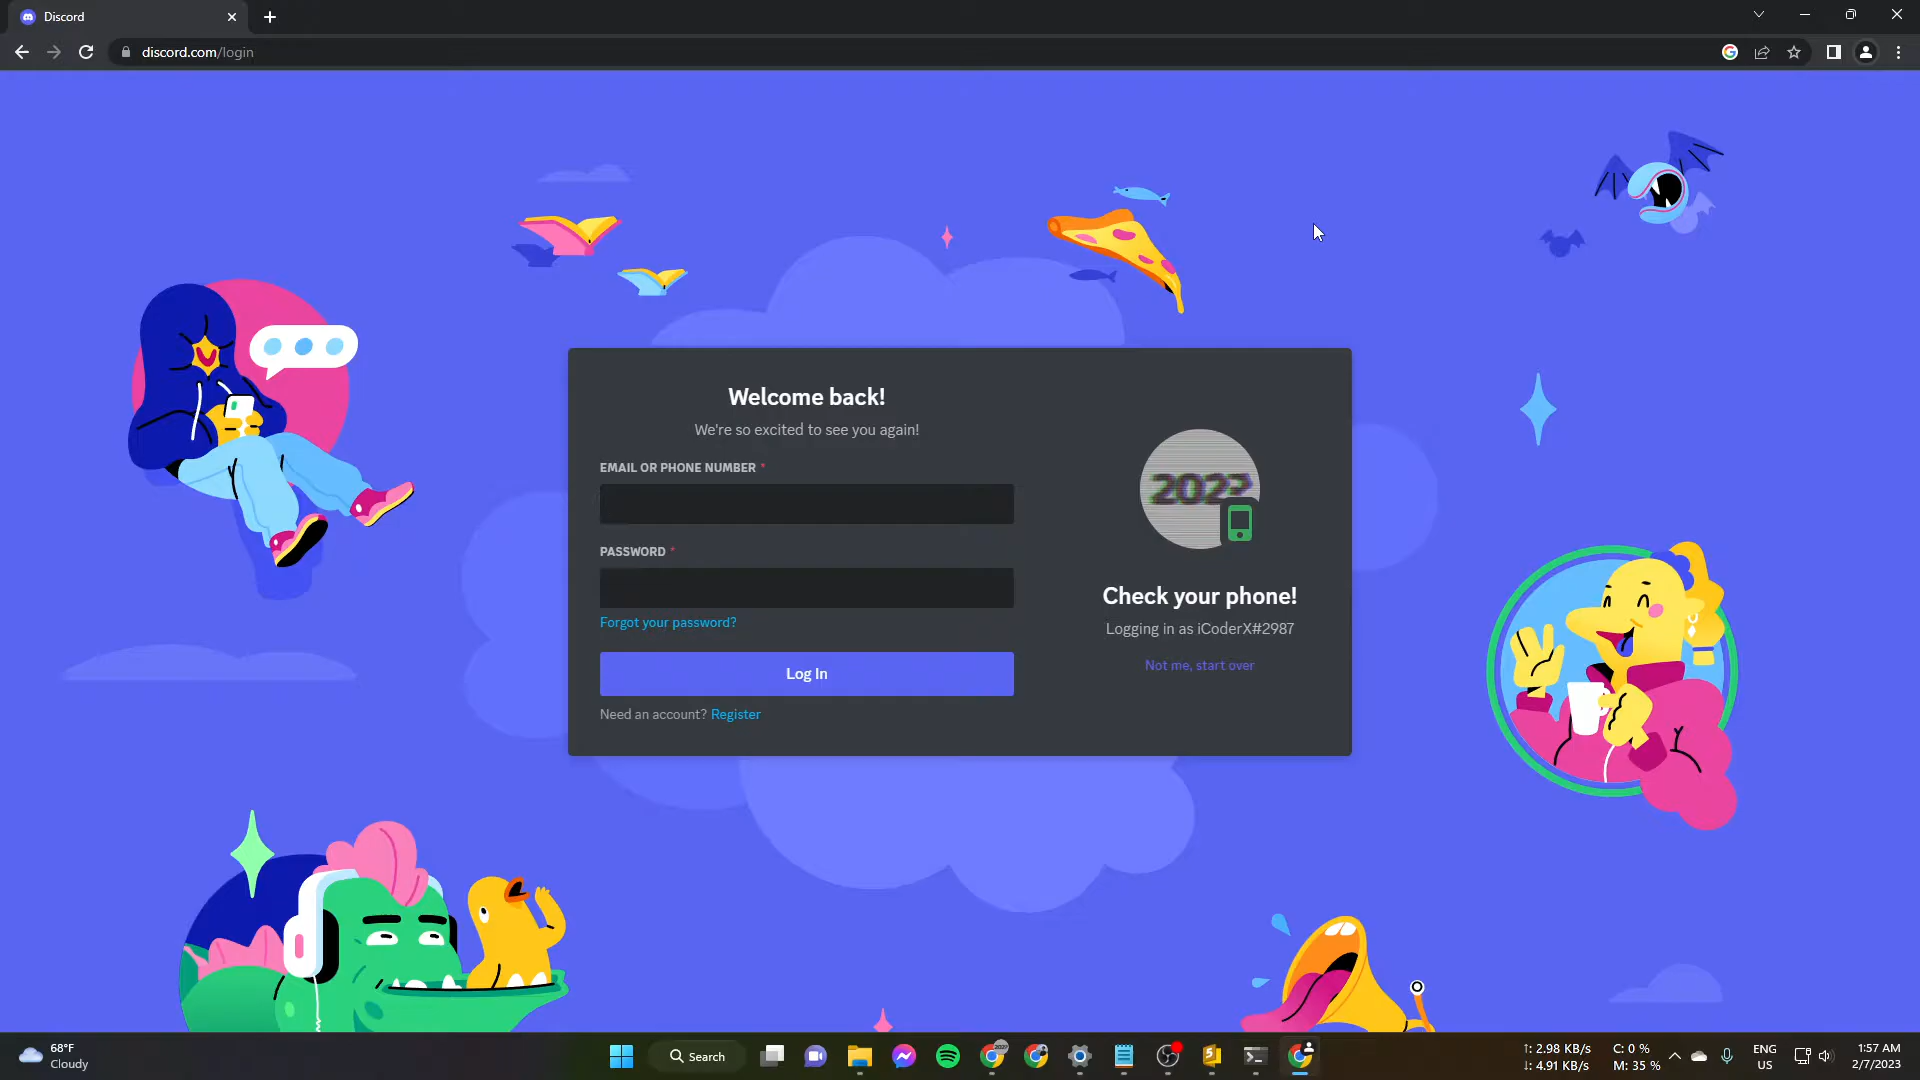 Discord
discord.com/login
Welcome back!
We're so excited to see you again!
EMAIL OR PHONE NUMBER *
PASSWORD *
Forgot your password?
Log In
Need an account? Register
2022
Check your phone!
Logging in as iCoderX#2987
Not me, start over
68°F
Cloudy
Search
↑: 2.98 KB/s
↓: 4.91 KB/s
C: 0 %
M: 35 %
ENG
US
1:57 AM
2/7/2023